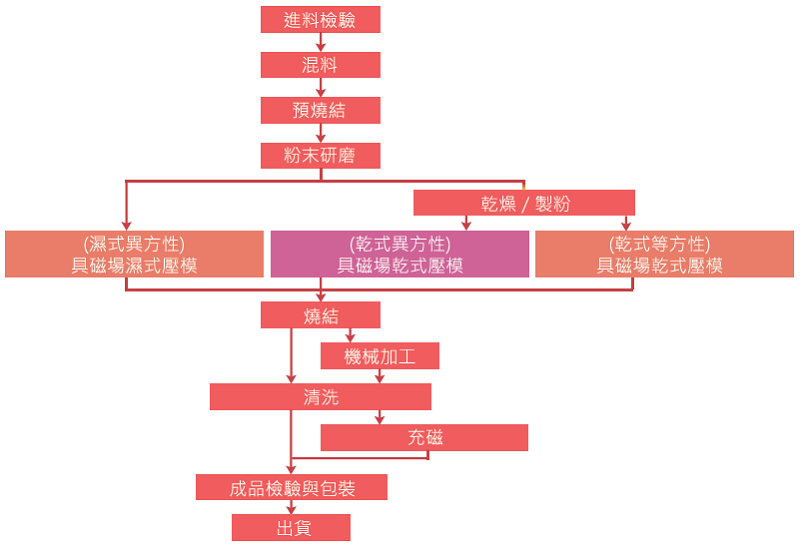 進料檢驗
混料
預燒結
粉末研磨
乾燥 / 製粉
(濕式異方性)
具磁場濕式壓模
(乾式異方性)
具磁場乾式壓模
(乾式等方性)
具磁場乾式壓模
燒結
機械加工
清洗
充磁
成品檢驗與包裝
出貨